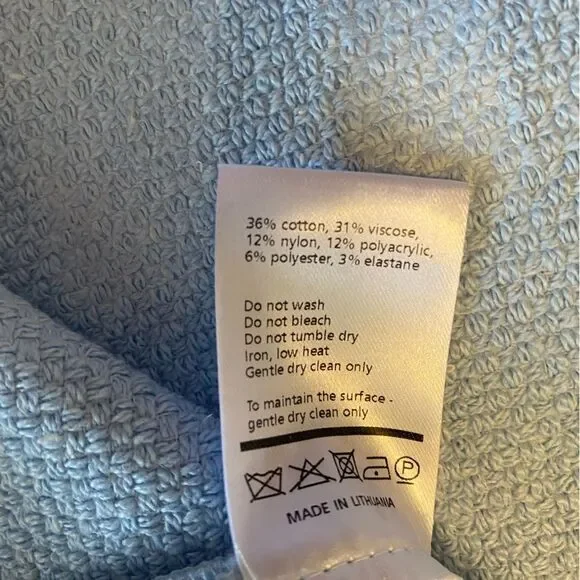 36% cotton, 31% viscose,
12% nylon, 12% polyacrylic,
6% polyester, 3% elastane
Do not wash
Do not bleach
Do not tumble dry
Iron, low heat
Gentle dry clean only
To maintain the surface -
gentle dry clean only
P
MADE IN LITHUANIA